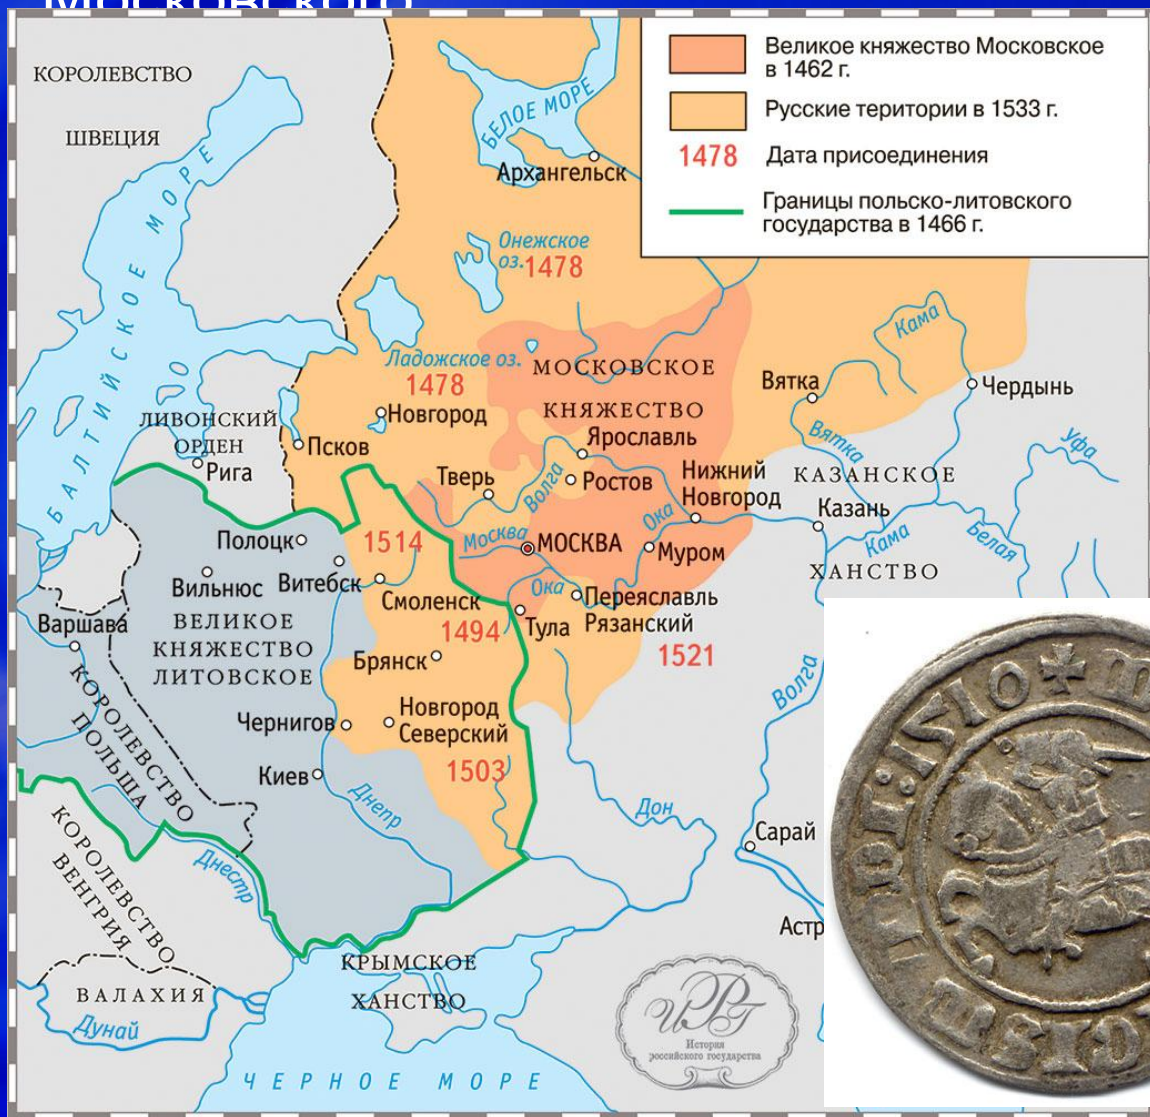 МОСКОВСКОГО
Великое княжество Московское
в 1462 г.
Русские територии в 1533 г.
1478
Дата присоединения
Границы польско-литовского
государства в 1466 г.
КОРОЛЕВСТВО
ШВЕЦИЯ
БЕЛОЕ МОРЕ
Архангельск
БАЛТИЙСКОЕ МОРЕ
Онежское
оз. 1478
Ладожское оз.
1478
Новгород
МОСКОВСКОЕ
КНЯЖЕСТВО
Кама
Вятка
Чердынь
ЛИВОНСКИЙ
ОРДЕН
Рига
Псков
Ярославль
Вятка
Уфа
Тверь
Волга
Ростов
Нижний
Новгород
КАЗАНСКОЕ
Казань
Полоцк
1514
Москва
МОСКВА
Ока
Муром
Кама
Белая
ХАНСТВО
Вильнюс
Витебск
Смоленск
Ока
Переяславль
Рязанский
Варшава
ВЕЛИКОЕ
КНЯЖЕСТВО
ЛИТОВСКОЕ
1494
Тула
1521
Брянск
КОРОЛЕВСТВО
ПОЛЬША
Чернигов
Новгород
Северский
Волга
Киев
1503
Днепр
Дон
Сарай
КОРОЛЕВСТВО
ВЕНГРИЯ
Днестр
Астр
КРЫМСКОЕ
ХАНСТВО
ВАЛАХИЯ
Дунай
ЧЕРНОЕ МОРЕ
ИРГ
История
российского государства
:1510